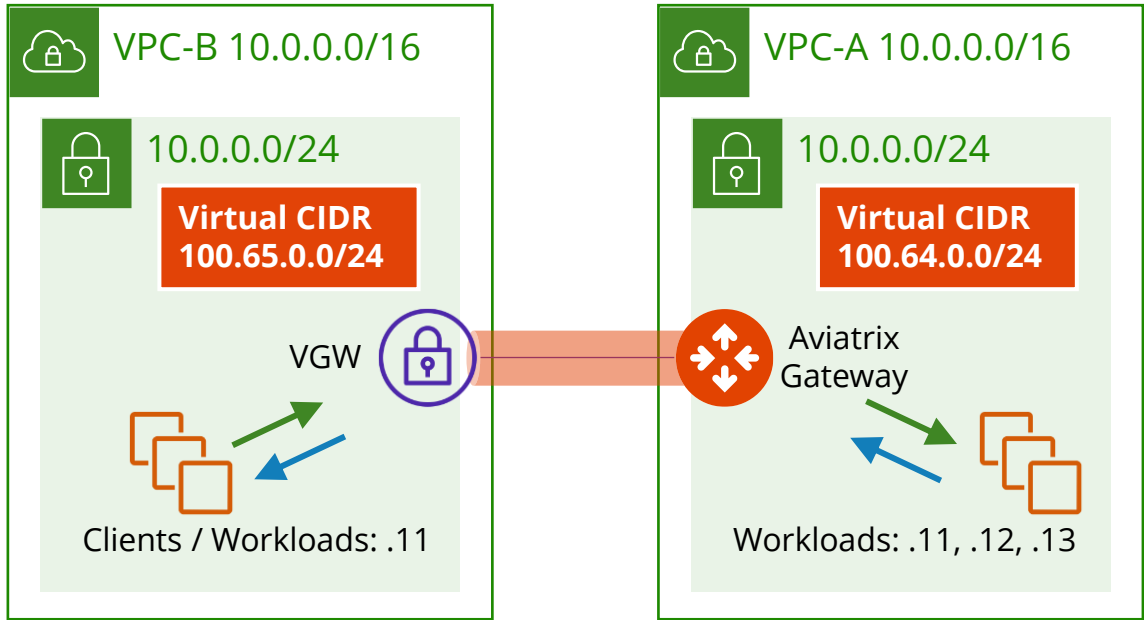 VPC-B 10.0.0.0/16
10.0.0.0/24
Virtual CIDR
100.65.0.0/24
VGW
Clients / Workloads: .11
VPC-A 10.0.0.0/16
10.0.0.0/24
Virtual CIDR
100.64.0.0/24
Aviatrix
Gateway
Workloads: .11, .12, .13